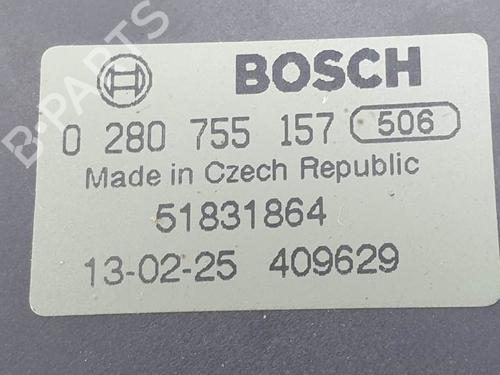 BOSCH
0 280 755 157 506
Made in Czech Republic
51831864
13-02-25 409629
B-PARTS